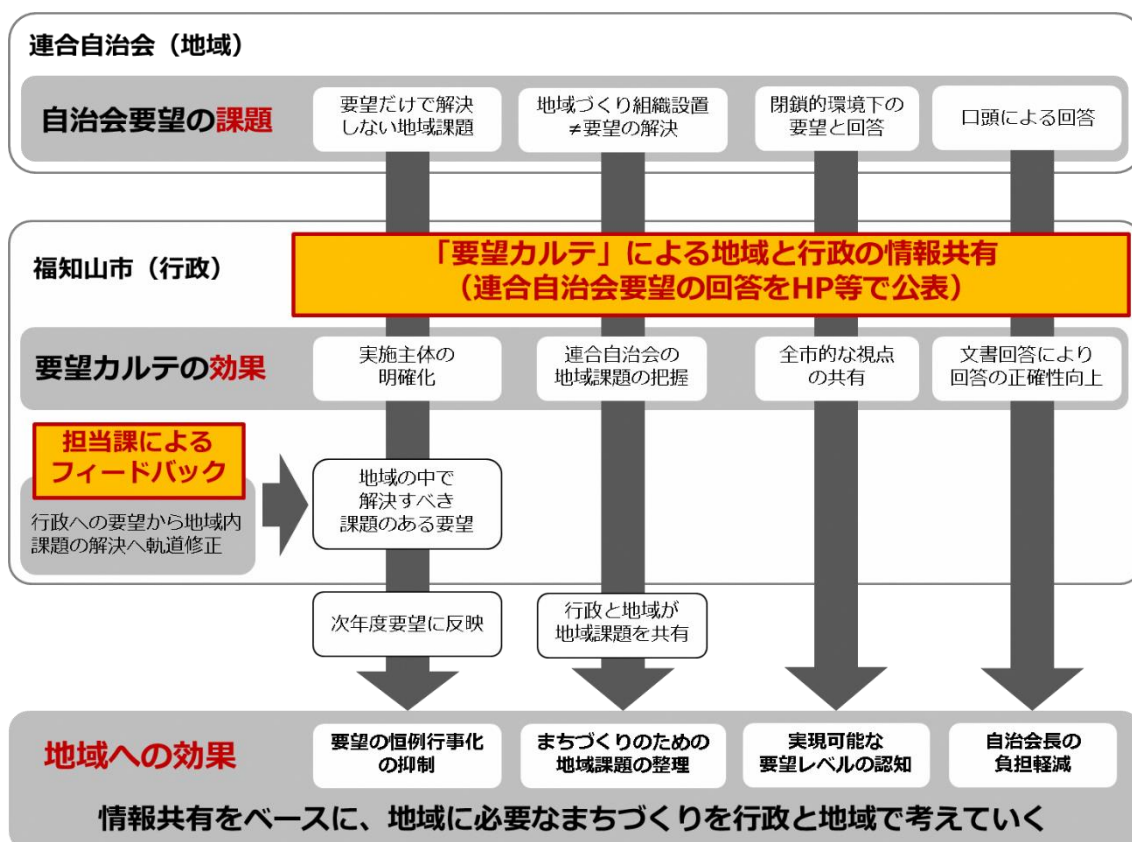 連合自治会（地域）
自治会要望の課題
要望だけで解決
しない地域課題
地域づくり組織設置
≠要望の解決
閉鎖的環境下の
要望と回答
口頭による回答
福知山市（行政）
「要望カルテ」による地域と行政の情報共有
（連合自治会要望の回答をHP等で公表）
要望カルテの効果
実施主体の
明確化
連合自治会の
地域課題の把握
全市的な視点
の共有
文書回答により
回答の正確性向上
担当課による
フィードバック
行政への要望から地域内
課題の解決へ軌道修正
地域の中で
解決すべき
課題のある要望
次年度要望に反映
行政と地域が
地域課題を共有
地域への効果
要望の恒例行事化
の抑制
まちづくりのための
地域課題の整理
実現可能な
要望レベルの認知
自治会長の
負担軽減
情報共有をベースに、地域に必要なまちづくりを行政と地域で考えていく